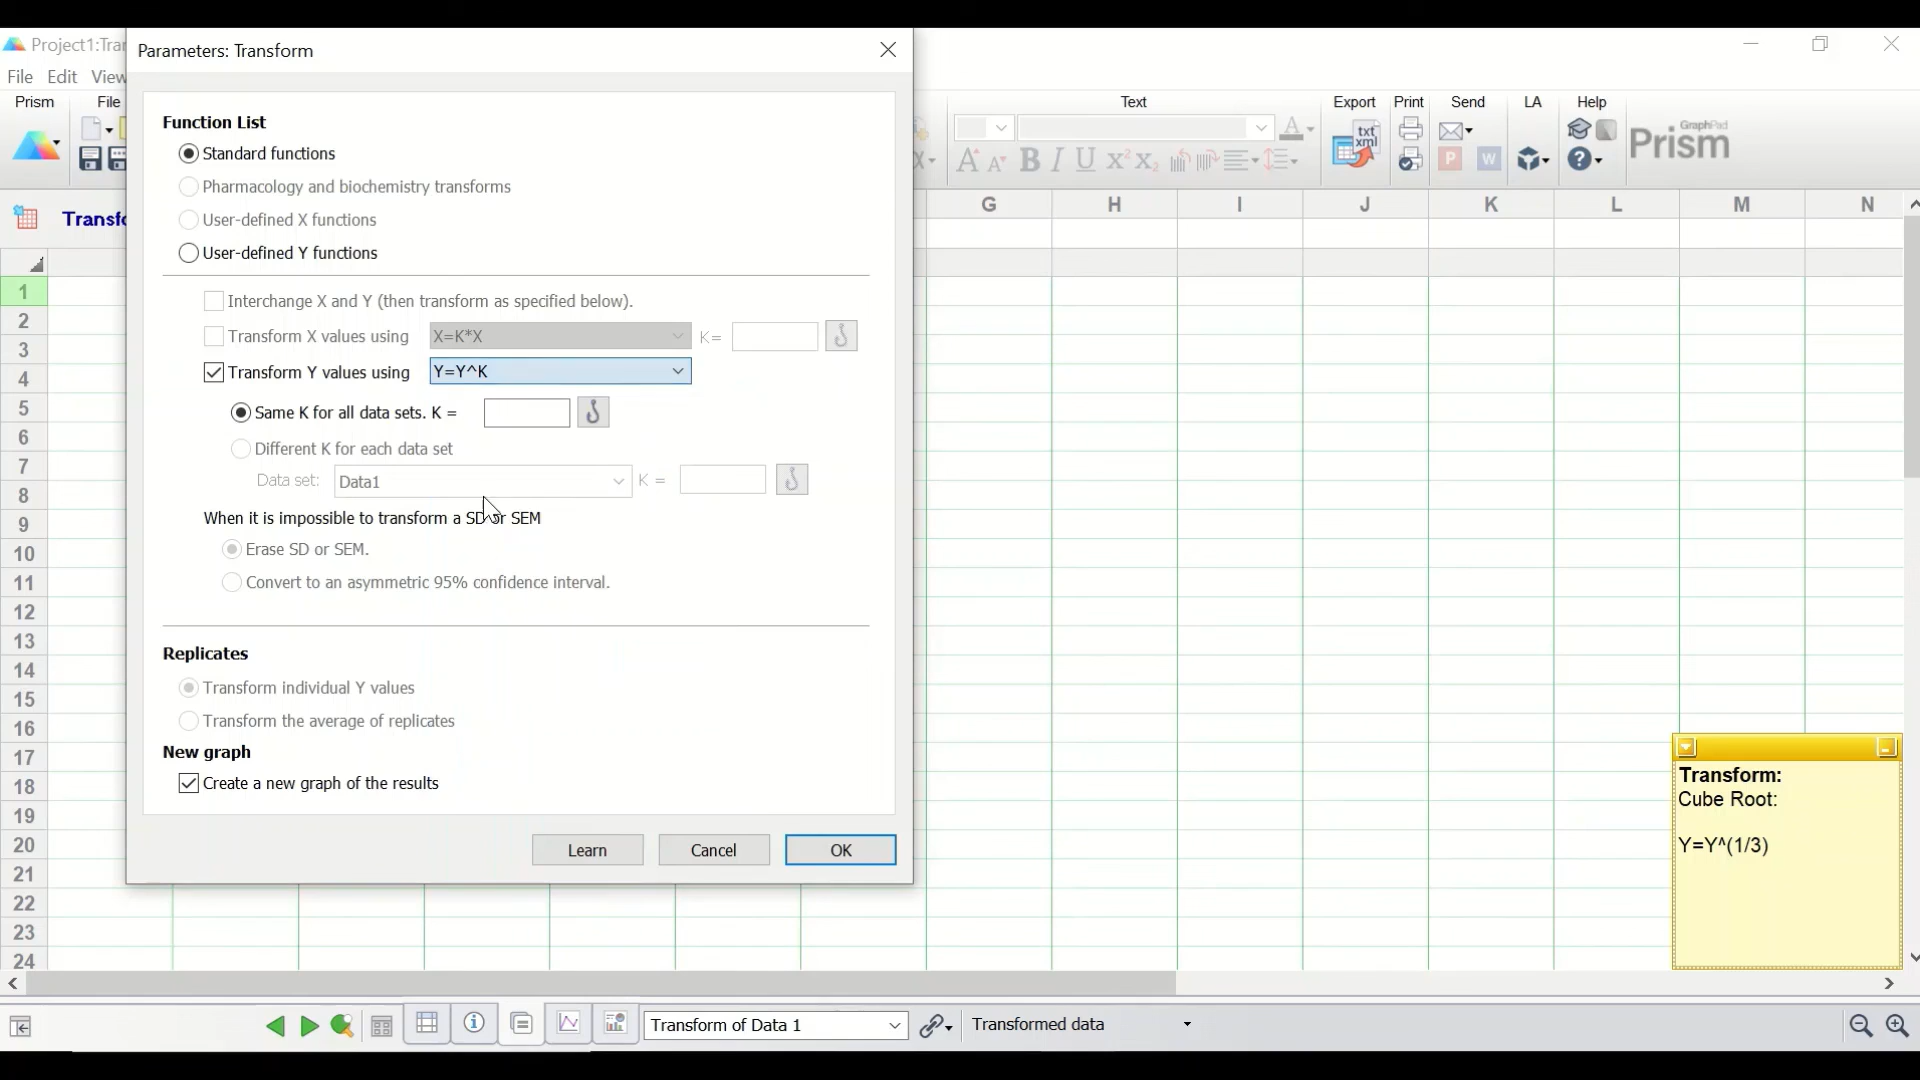 Project1:Tran
Parameters: Transform
File Edit View
Prism File Text Export Print Send LA Help
txt
xml
GraphPad
Prism
Function List
Standard functions
Pharmacology and biochemistry transforms
User-defined X functions
User-defined Y functions
Interchange X and Y (then transform as specified below).
Transform X values using X=K*X K=
Transform Y values using Y=Y^K
Same K for all data sets. K =
Different K for each data set
Data set: Data1 K =
When it is impossible to transform a SD or SEM
Erase SD or SEM.
Convert to an asymmetric 95% confidence interval.
Replicates
Transform individual Y values
Transform the average of replicates
New graph
Create a new graph of the results
Learn Cancel OK
Transfo
G H I J K L M N
1
2
3
4
5
6
7
8
9
10
11
12
13
14
15
16
17
18
19
20
21
22
23
24
Transform:
Cube Root:
Y=Y^(1/3)
Transform of Data 1 Transformed data